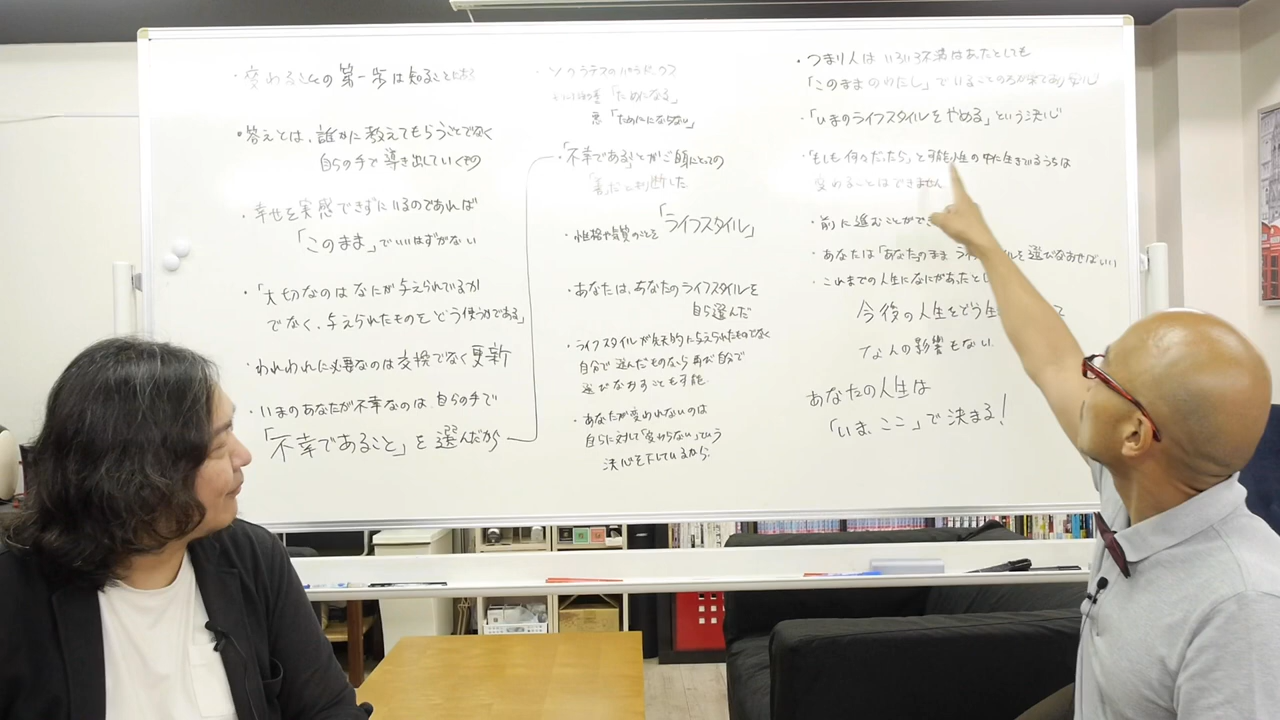 ・変わることの第一歩は知ることにある
・答えとは、誰かに教えてもらうことでなく
自らの手で導き出していくもの
・幸せを実感できずにいるのであれば
「このまま」でいいはずがない
・「大切なのはなにが与えられているか
でなく、与えられたものをどう使うかである」
・われわれに必要なのは交換でなく更新
・いまのあなたが不幸なのは自らの手で
「不幸であること」を選んだから
・ソクラテスのパラドックス
善「ためになる」
悪「ためにならない」
・「不幸であること」がご自身にとっての
「善」だと判断した
・性格や気質のことを「ライフスタイル」
・あなたは、あなたのライフスタイルを
自ら選んだ
・ライフスタイルが先天的に与えられたものでなく
自分で選んだものなら再び自分で
選びなおすことも可能
・あなたが変われないのは
自らに対して「変わらない」という
決心を下しているから
・つまり人はいろいろ不満はあったとしても
「このままのわたし」でいることのほうが楽であり、安心
・「いまのライフスタイルをやめる」という決心
・「もしも何々だったら」と可能性の中に生きているうちは
変わることはできません
・前に進むことができ
・あなたは「あなた」のまま ライフスタイルを選びなおせばいい
・これまでの人生になにがあったとし
今後の人生をどう生
て
なんの影響もない
あなたの人生は
「いま、ここ」で決まる!